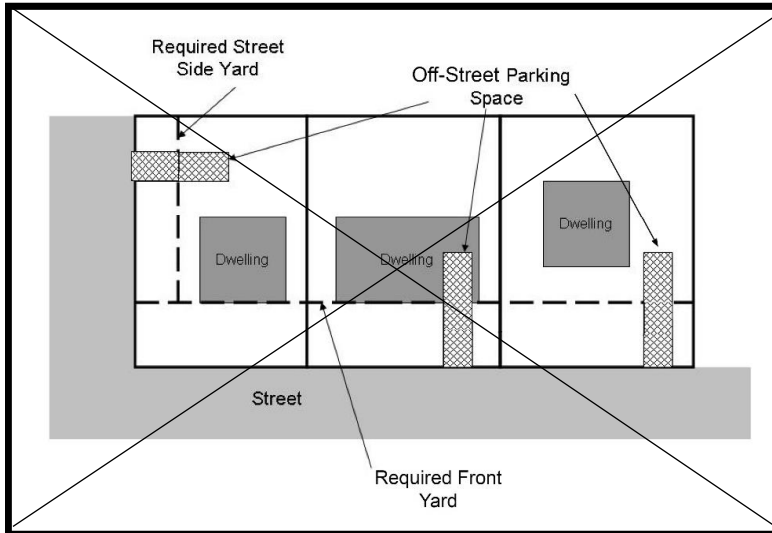 Required Street
Side Yard
Off-Street Parking
Space
Dwelling
Dwelling
Dwelling
Street
Required Front
Yard